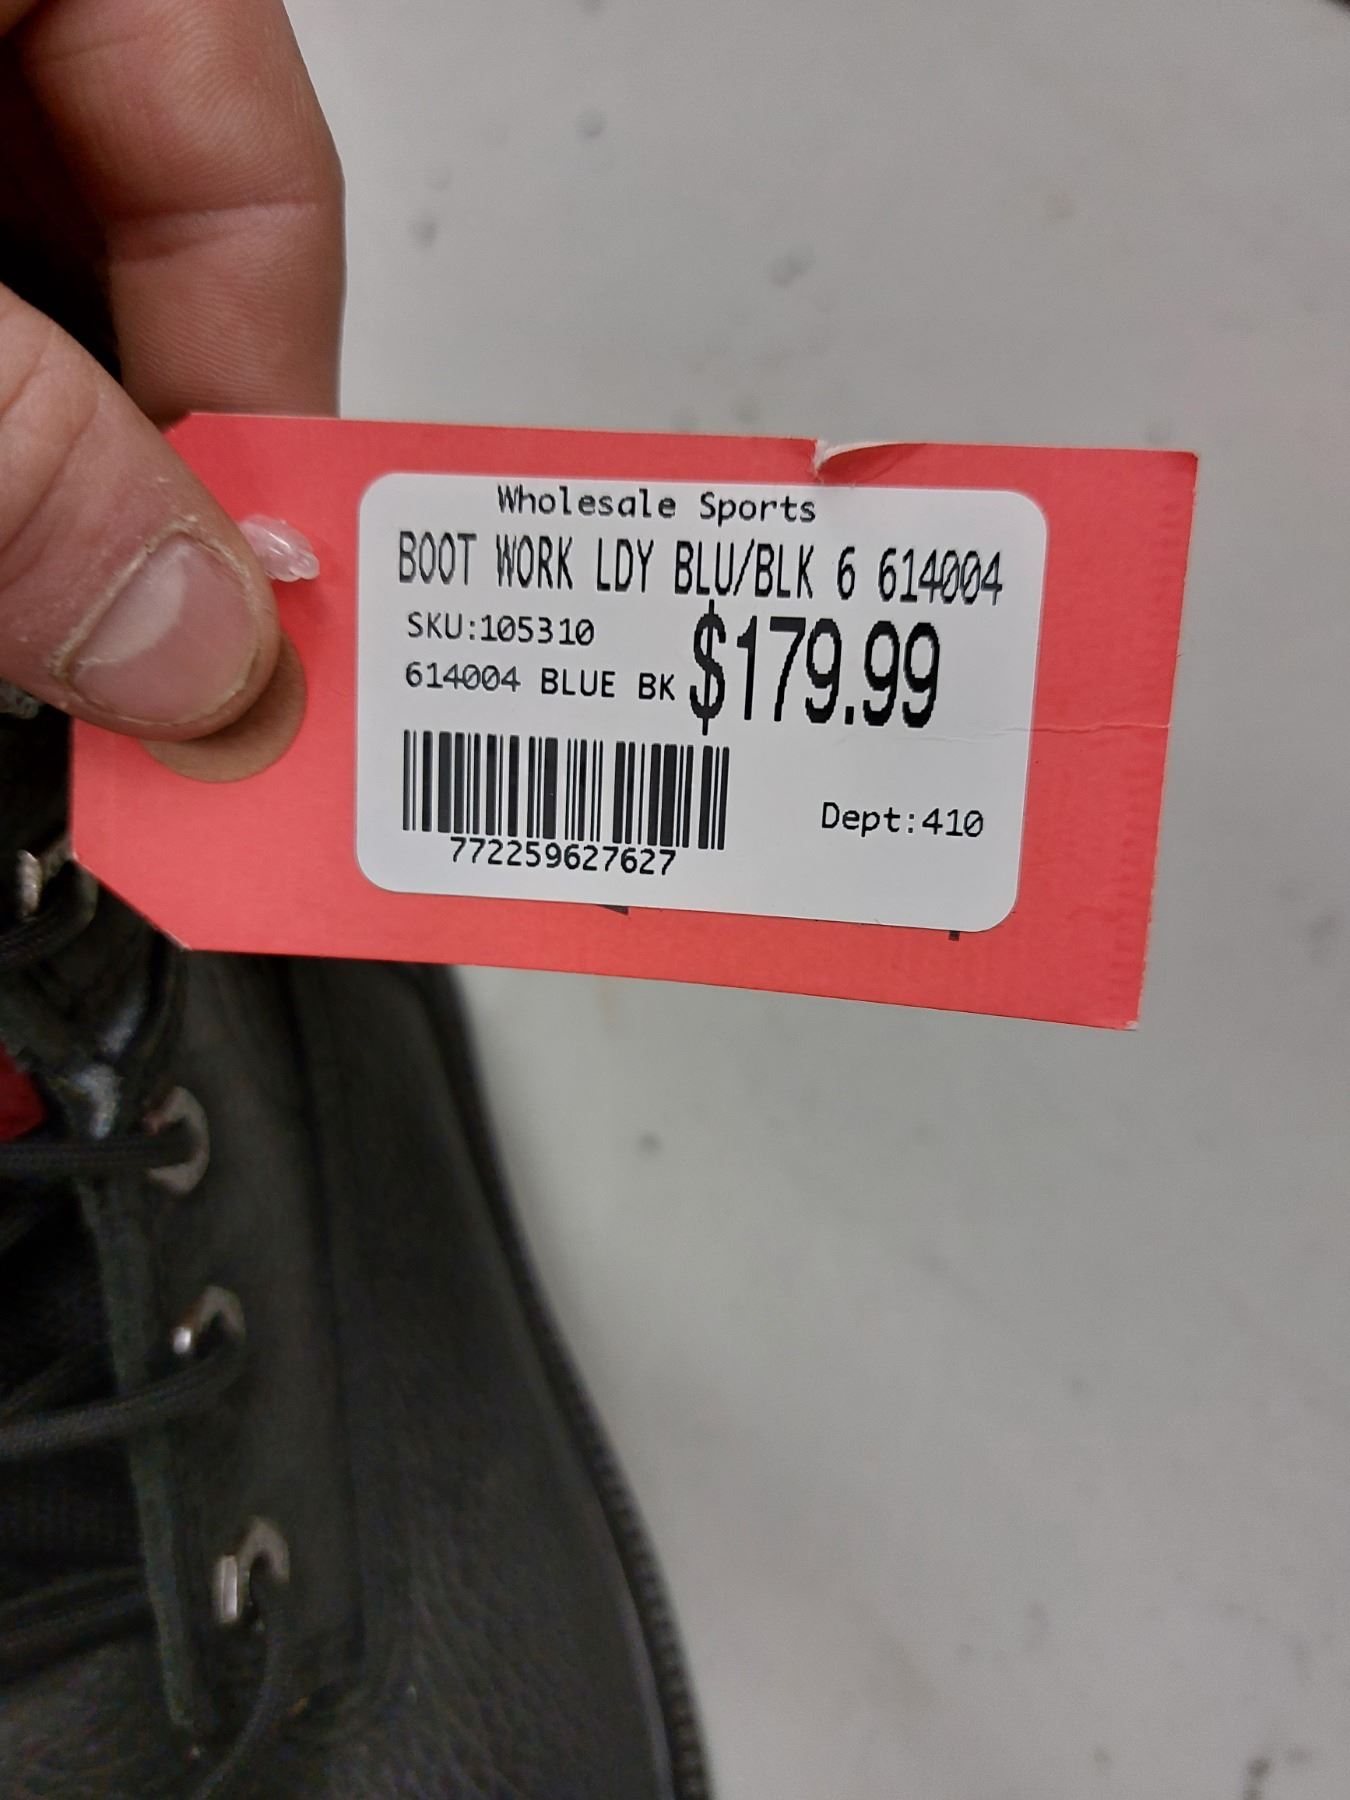 Wholesale Sports
BOOT WORK LDY BLU/BLK 6 614004
SKU:105310
$179.99
614004 BLUE BK
772259627627
Dept:410